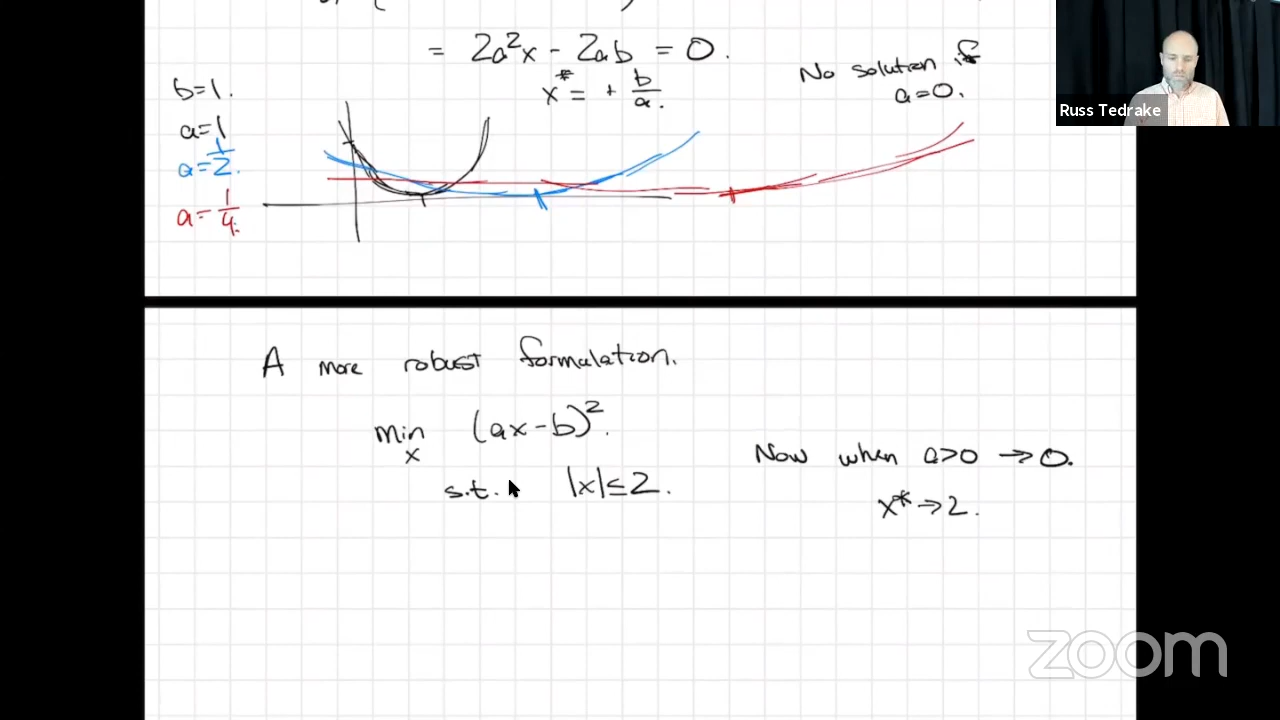 = 2a²x - 2ab = 0.
x* = + b/a.
No solution if
a=0.
Russ Tedrake
b=1.
a=1
a=1/2.
a=1/4.
A more robust formulation.
min (ax-b)².
x
s.t. |x|≤2.
Now when a>0 → 0.
x* → 2.
zoom